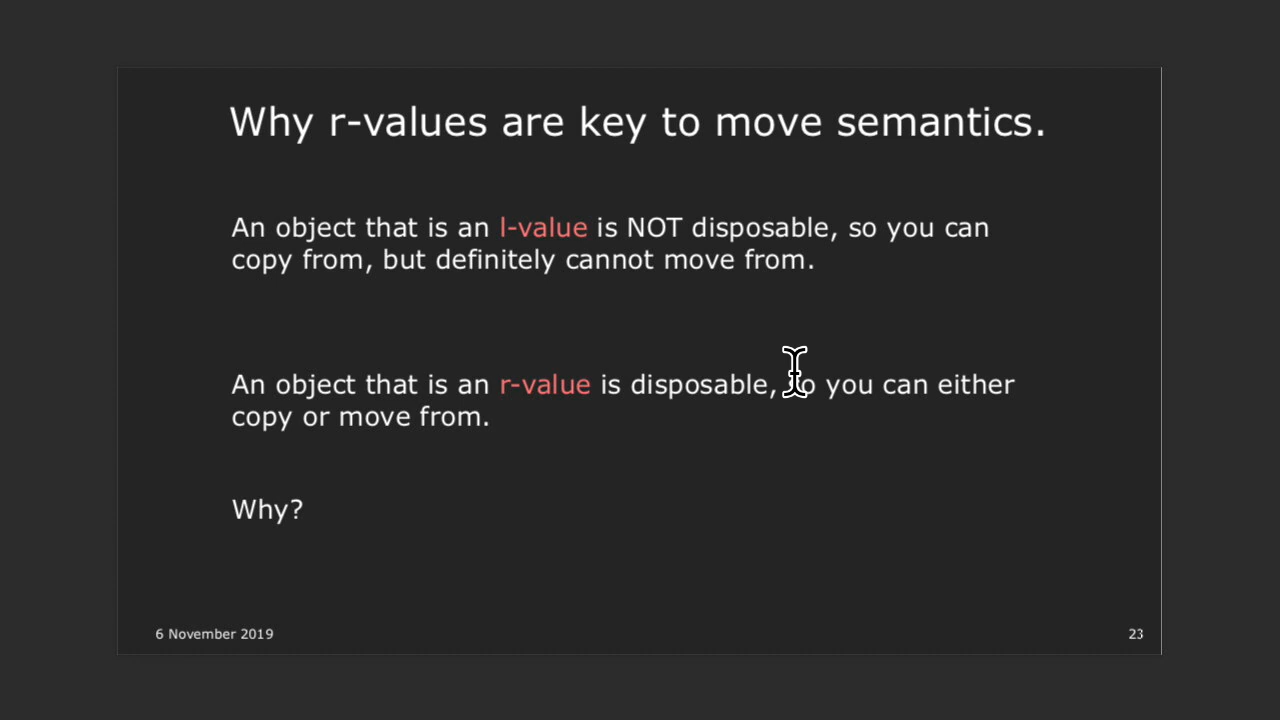 Why r-values are key to move semantics.
An object that is an l-value is NOT disposable, so you can
copy from, but definitely cannot move from.
An object that is an r-value is disposable, so you can either
copy or move from.
Why?
6 November 2019
23